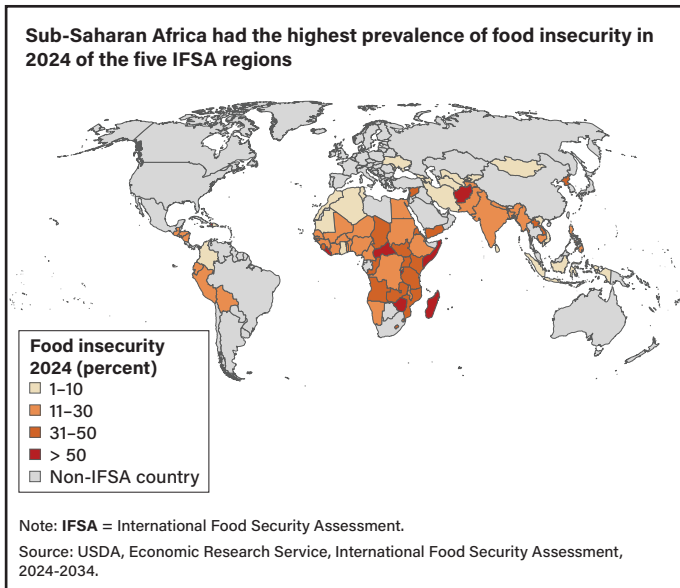 Sub-Saharan Africa had the highest prevalence of food insecurity in
2024 of the five IFSA regions
Food insecurity
2024 (percent)
1–10
11–30
31–50
> 50
Non-IFSA country
Note: IFSA = International Food Security Assessment.
Source: USDA, Economic Research Service, International Food Security Assessment,
2024-2034.